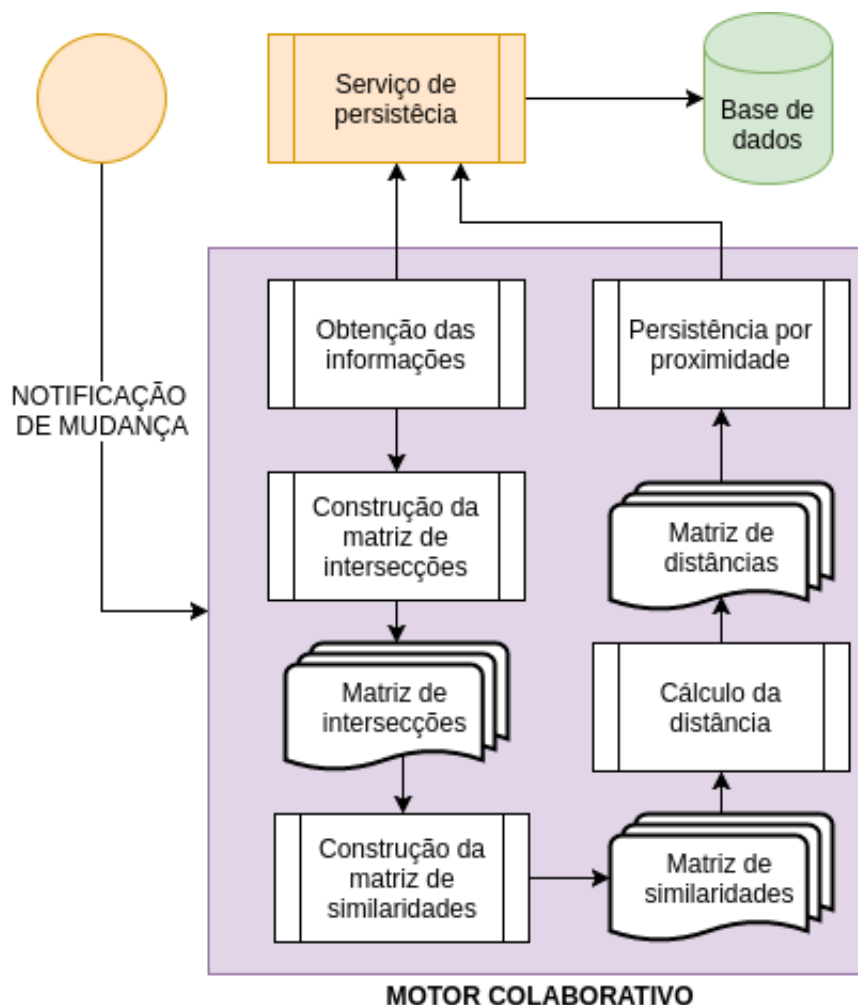 Serviço de
persistêcia
Base de
dados
NOTIFICAÇÃO
DE MUDANÇA
Obtenção das
informações
Construção da
matriz de
intersecções
Matriz de
intersecções
Construção da
matriz de
similaridades
Matriz de
similaridades
Cálculo da
distância
Matriz de
distâncias
Persistência por
proximidade
MOTOR COLABORATIVO